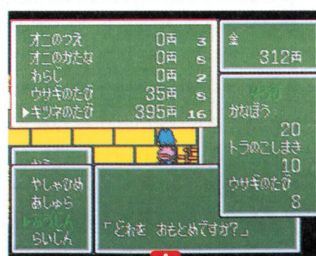 オニのつえ 0両 3
オニのかたな 0両 8
わらじ 0両 2
ウサギのたび 35両 8
▶キツネのたび 395両 16
金
312両
かなぼう
20
トラのこしまき
10
ウサギのたび
8
やしゃひめ
あしゅら
らいじん
「どれを おもとめですか?」